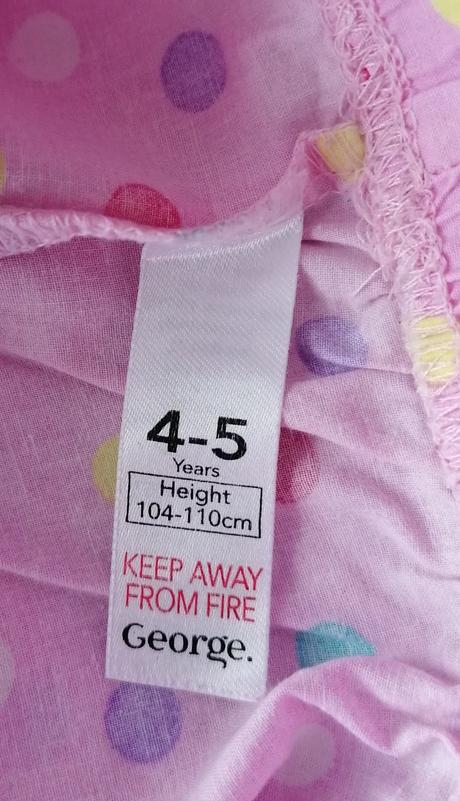 4-5
Years
Height
104-110cm
KEEP AWAY
FROM FIRE
George.